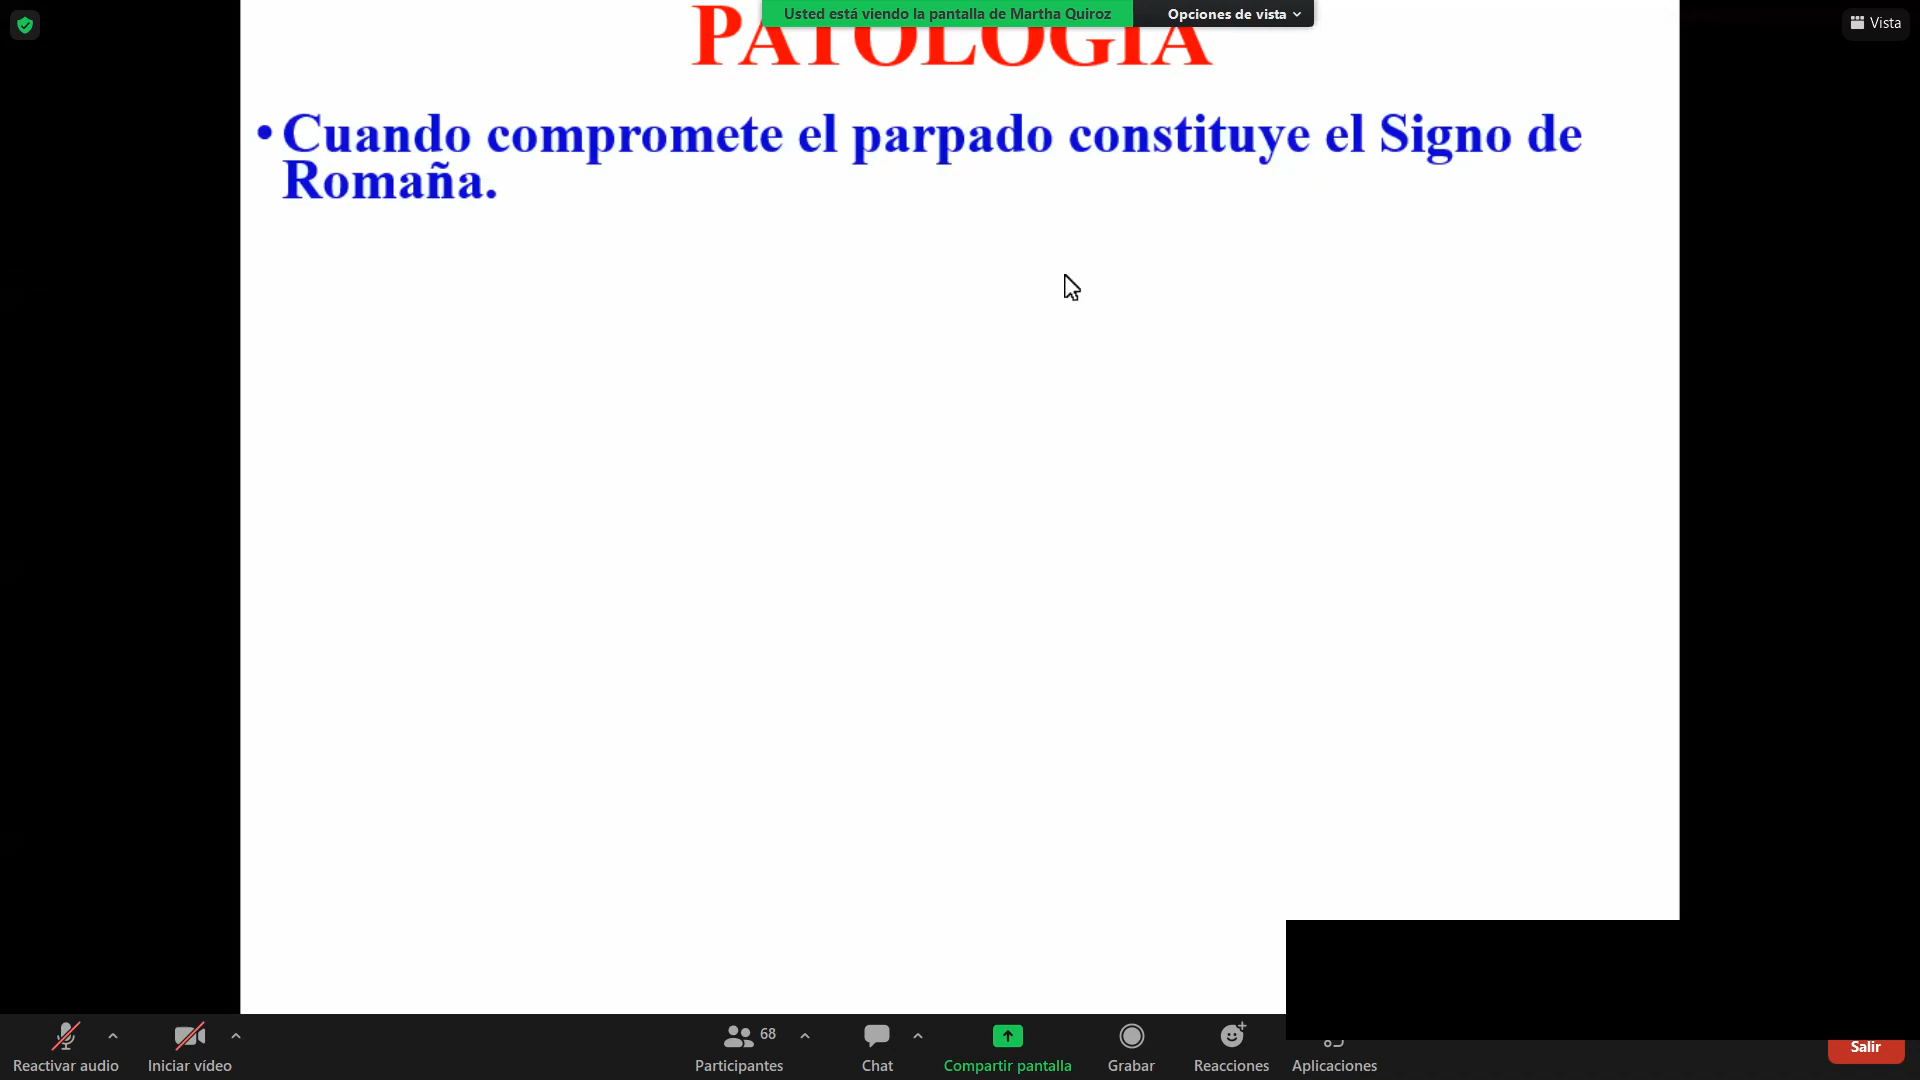 Usted está viendo la pantalla de Martha Quiroz
Opciones de vista
Vista
PATOLOGIA
• Cuando compromete el parpado constituye el Signo de
Romaña.
68
Reactivar audio
Iniciar vídeo
Participantes
Chat
Compartir pantalla
Grabar
Reacciones
Aplicaciones
Salir